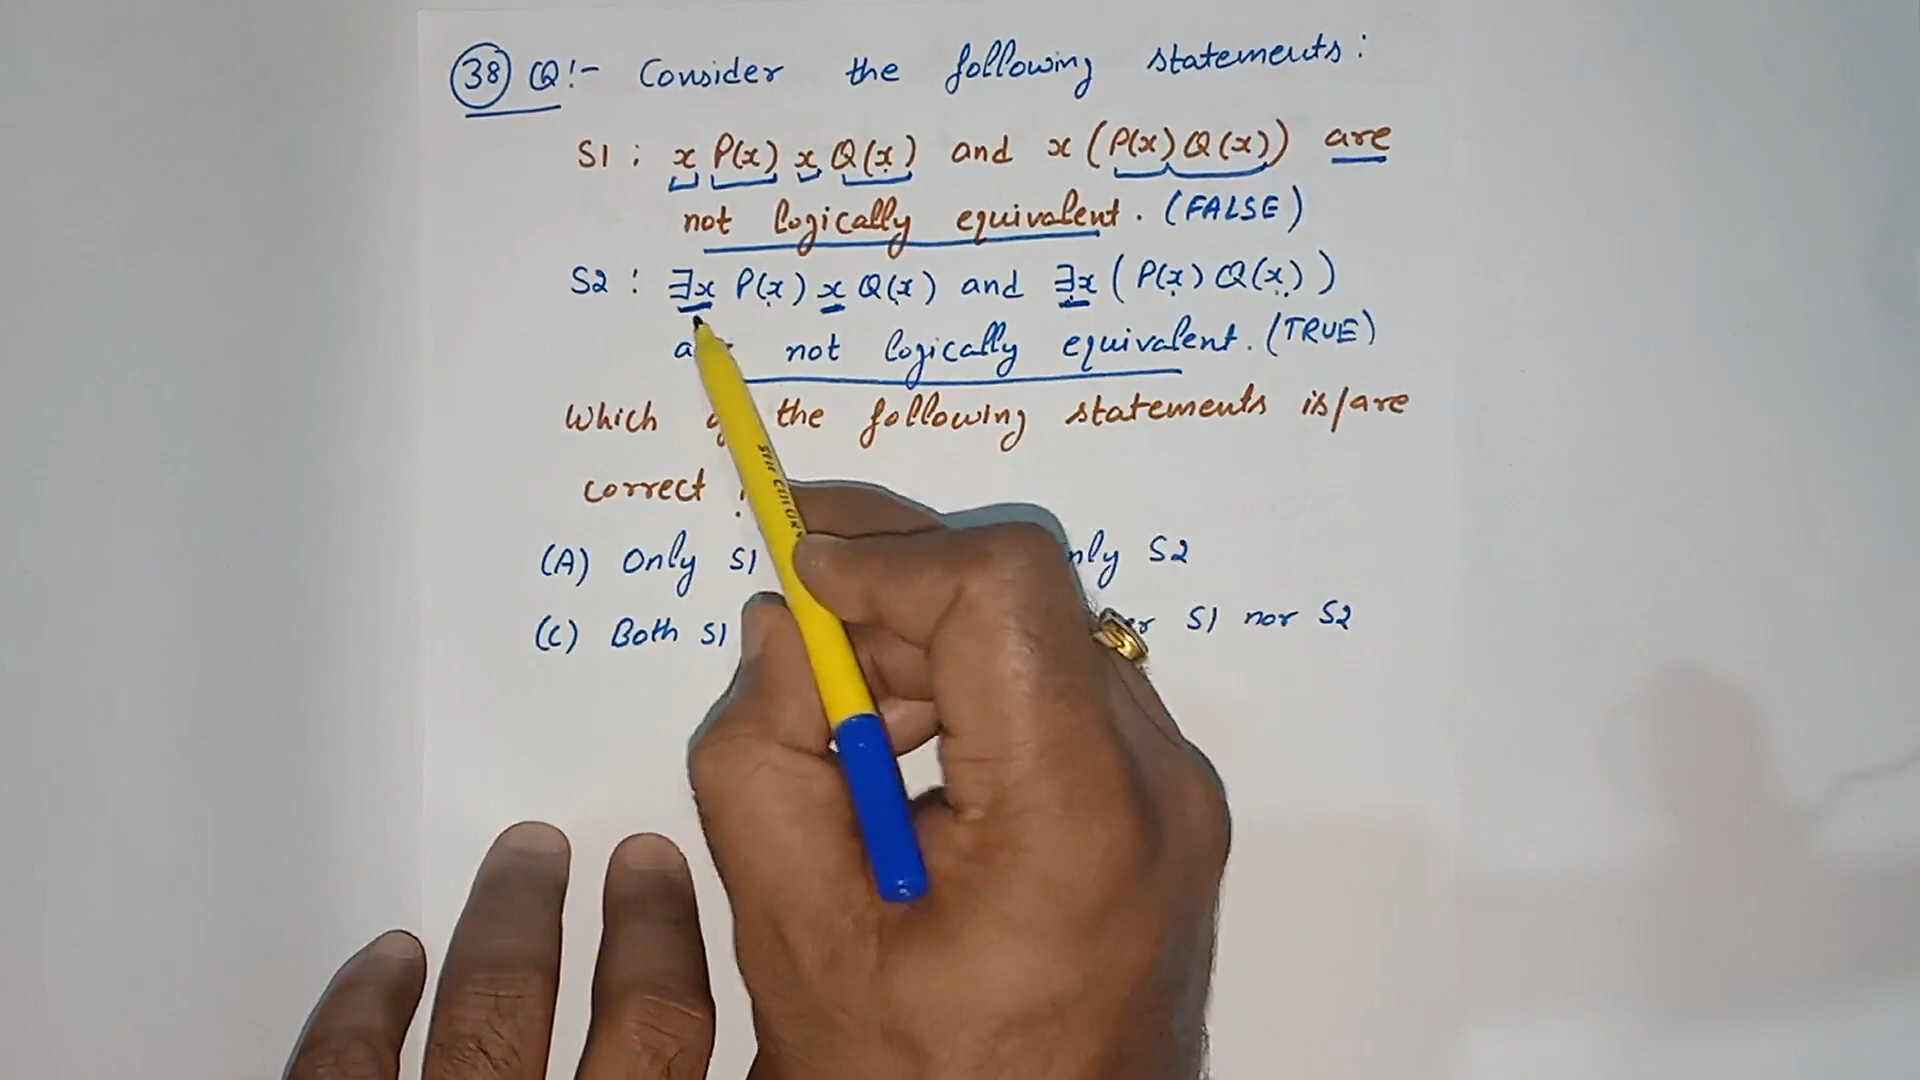 38 Q!- Consider the following statements:
S1 : x P(x) x Q(x) and x (P(x) Q(x)) are
not logically equivalent. (FALSE)
S2 : ∃x P(x) x Q(x) and ∃x (P(x) Q(x))
not logically equivalent. (TRUE)
Which the following statements is/are
correct :
(A) Only S1 S2
(C) Both S1 S1 nor S2